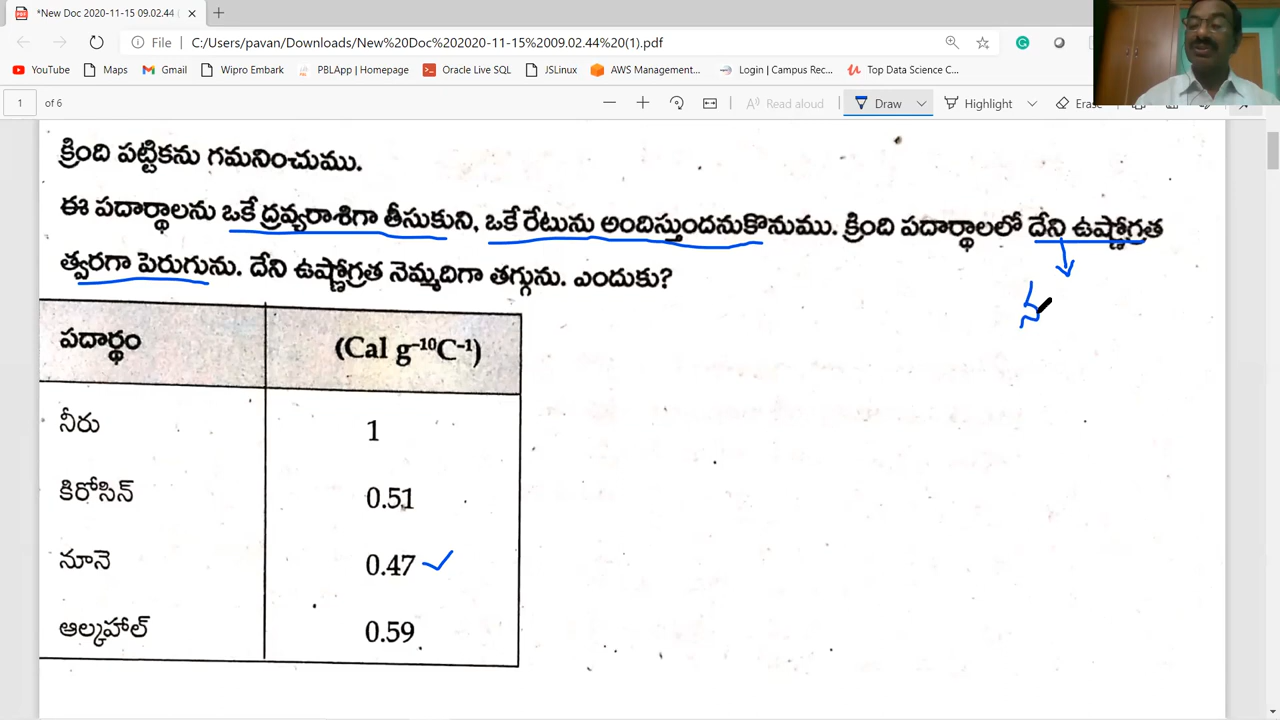 *New Doc 2020-11-15 09.02.44
File C:/Users/pavan/Downloads/New%20Doc%202020-11-15%2009.02.44%20(1).pdf
YouTube Maps Gmail Wipro Embark PBLApp | Homepage Oracle Live SQL JSLinux AWS Management... Login | Campus Rec... Top Data Science C...
1 of 6 Read aloud Draw Highlight Erase
క్రింది పట్టికను గమనించుము.
ఈ పదార్థాలను ఒకే ద్రవ్యరాశిగా తీసుకుని, ఒకే రేటును అందిస్తుందనుకొనుము. క్రింది పదార్థాలలో దేని ఉష్ణోగ్రత
త్వరగా పెరుగును. దేని ఉష్ణోగ్రత నెమ్మదిగా తగ్గును. ఎందుకు?
పదార్థం (Cal g⁻¹⁰C⁻¹)
నీరు 1
కిరోసిన్ 0.51
నూనె 0.47
ఆల్కహాల్ 0.59